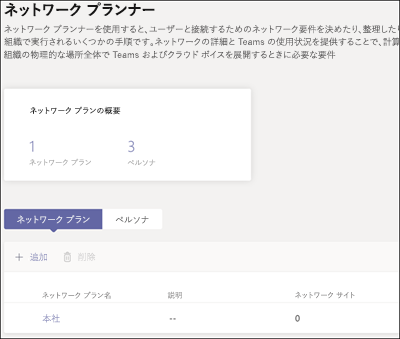 ネットワーク プランナー
ネットワーク プランナーを使用すると、ユーザーと接続するためのネットワーク要件を決めたり、整理した
組織で実行されるいくつかの手順です。ネットワークの詳細と Teams の使用状況を提供することで、計
組織の物理的な場所全体で Teams およびクラウド ボイスを展開するときに必要な要件
ネットワーク プランの概要
1
3
ネットワーク プラン
ペルソナ
ネットワーク プラン
ペルソナ
+ 追加
削除
ネットワーク プラン名
説明
ネットワーク サイト
本社
--
0